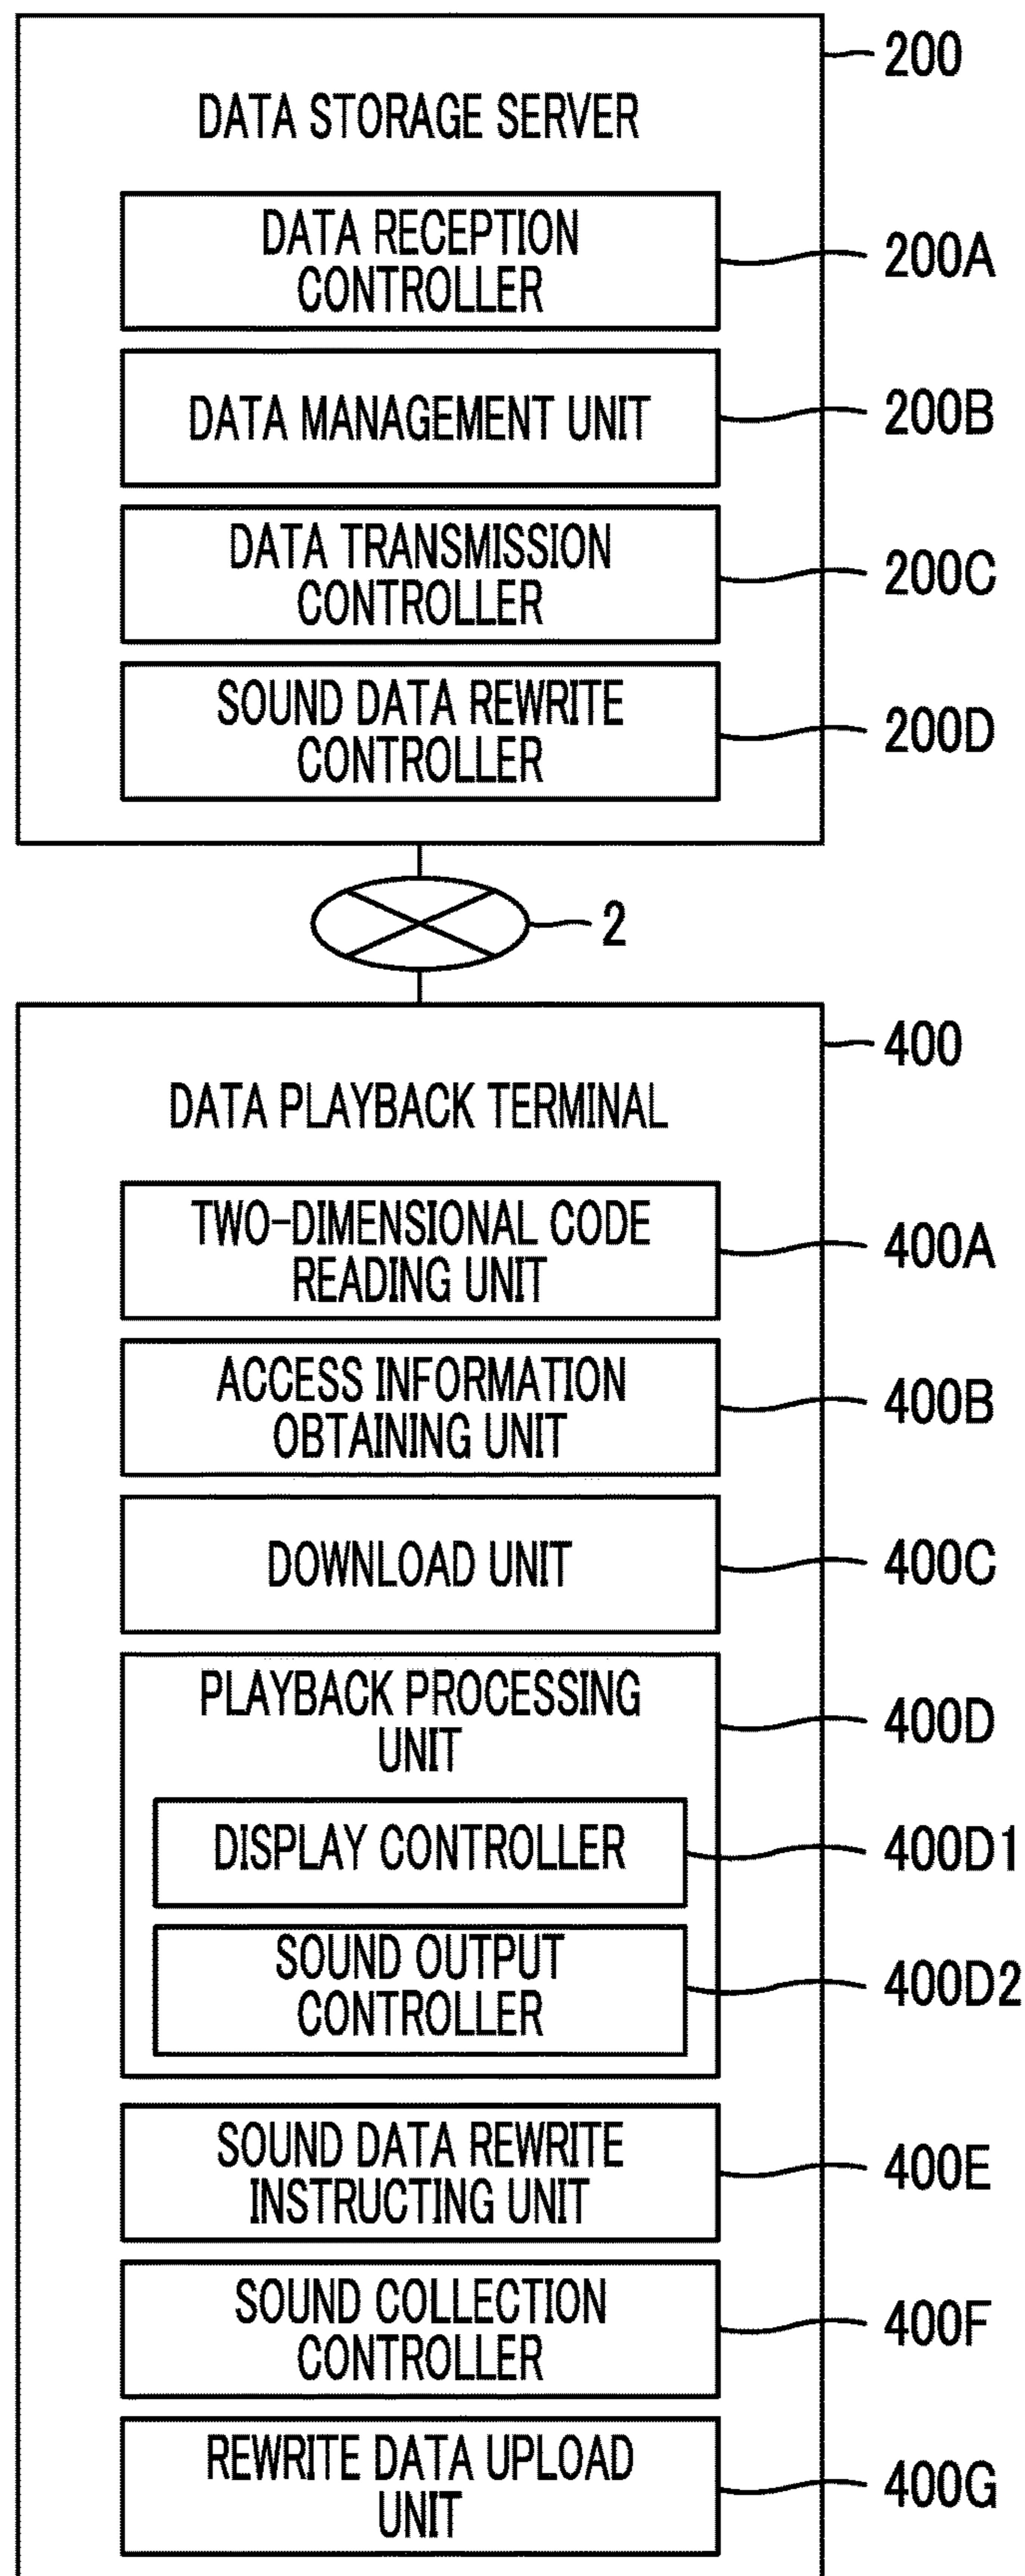 200
DATA STORAGE SERVER
DATA RECEPTION
CONTROLLER
200A
DATA MANAGEMENT UNIT
200B
DATA TRANSMISSION
CONTROLLER
200C
SOUND DATA REWRITE
CONTROLLER
200D
2
400
DATA PLAYBACK TERMINAL
TWO-DIMENSIONAL CODE
READING UNIT
400A
ACCESS INFORMATION
OBTAINING UNIT
400B
DOWNLOAD UNIT
400C
PLAYBACK PROCESSING
UNIT
400D
DISPLAY CONTROLLER
400D1
SOUND OUTPUT
CONTROLLER
400D2
SOUND DATA REWRITE
INSTRUCTING UNIT
400E
SOUND COLLECTION
CONTROLLER
400F
REWRITE DATA UPLOAD
UNIT
400G